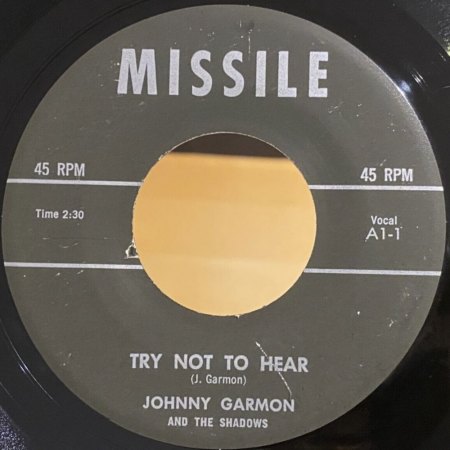 MISSILE
45 RPM 45 RPM
Time 2:30
Vocal
A1-1
TRY NOT TO HEAR
(J. Garmon)
JOHNNY GARMON
AND THE SHADOWS